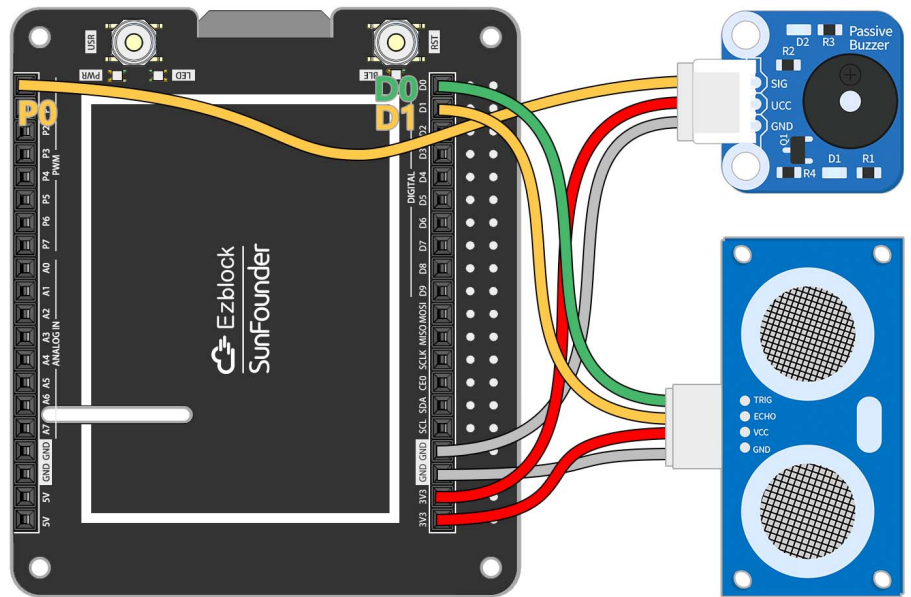 USR
RST
PWR
LED
BLE
P0
D0
D1
P2
P3
P4
P5
P6
P7
PWM
A0
A1
A2
A3
A4
A5
A6
A7
ANALOG IN
GND
GND
5V
5V
Ezblock
SunFounder
D0
D1
D2
D3
D4
D5
D6
D7
D8
D9
DIGITAL
MOSI
MISO
SCLK
CE0
SDA
SCL
GND
GND
3V3
3V3
Passive
Buzzer
D2
R3
R2
SIG
UCC
GND
Q1
R4
D1
R1
TRIG
ECHO
VCC
GND